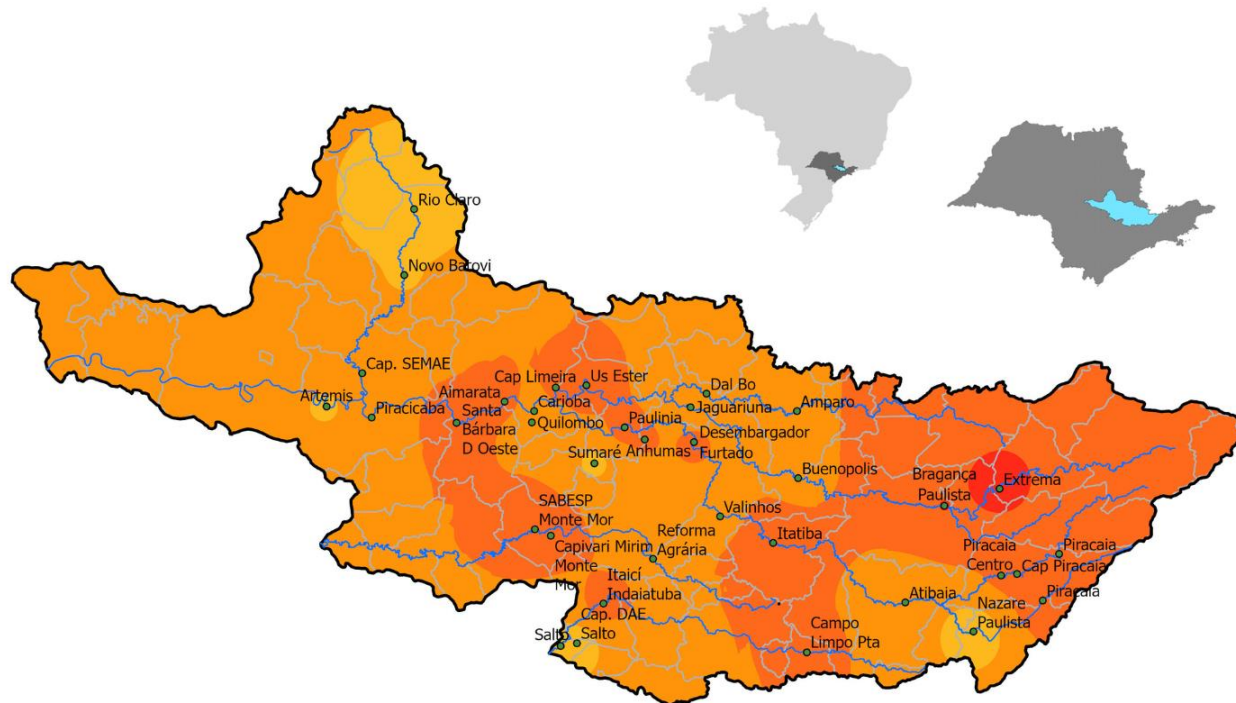 Rio Claro
Novo Batovi
Cap. SEMAE
Artemis
Piracicaba
Aimarata
Santa
Bárbara
D Oeste
Cap Limeira
Us Ester
Carioba
Quilombo
Sumaré
Paulinia
Anhumas
Dal Bo
Jaguariuna
Amparo
Desembargador
Furtado
Buenopolis
Bragança
Paulista
Extrema
Valinhos
Itatiba
SABESP
Monte Mor
Capivari Mirim
Monte
Mor
Reforma
Agrária
Itaicí
Indaiatuba
Cap. DAE
Salto
Salto
Campo
Limpo Pta
Atibaia
Piracaia
Centro
Cap Piracaia
Piracaia
Piracaia
Nazare
Paulista